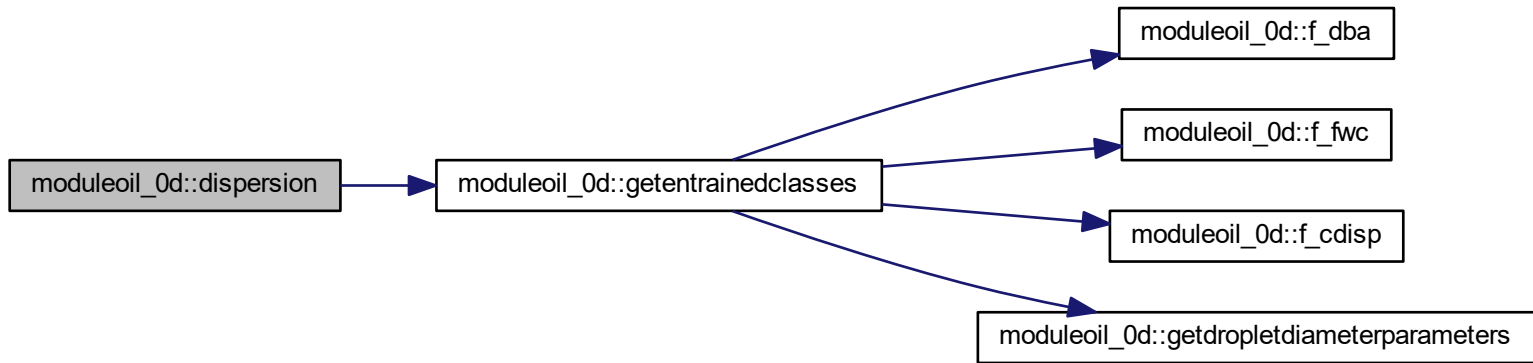 moduleoil_0d::f_dba
moduleoil_0d::f_fwc
moduleoil_0d::dispersion
moduleoil_0d::getentrainedclasses
moduleoil_0d::f_cdisp
moduleoil_0d::getdropletdiameterparameters